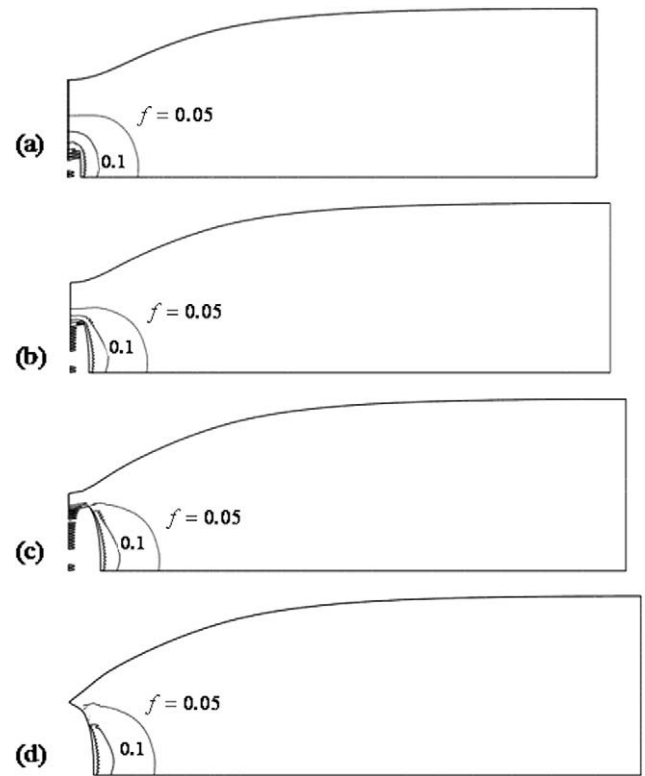 f = 0.05
(a)
0.1
f = 0.05
(b)
0.1
f = 0.05
(c)
0.1
f = 0.05
(d)
0.1